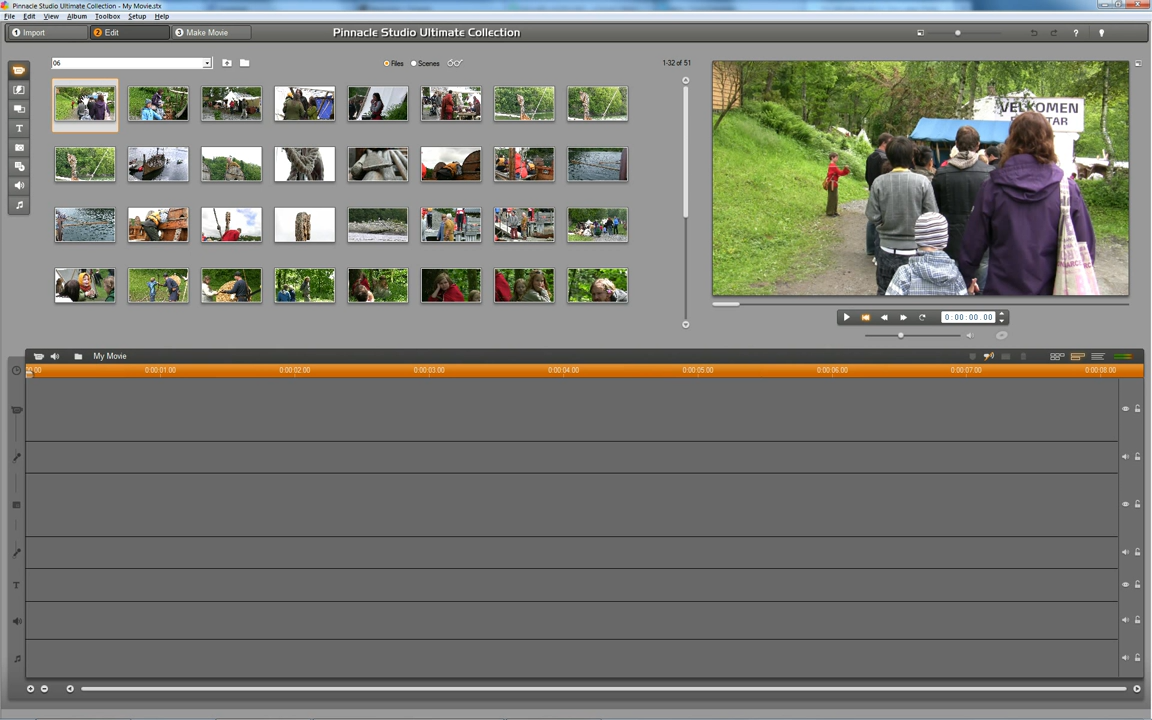 Pinnacle Studio Ultimate Collection - My Movie.stx
File Edit View Album Toolbox Setup Help
1 Import 2 Edit 3 Make Movie Pinnacle Studio Ultimate Collection ?
06 Files Scenes 1-32 of 51
VELKOMEN
TAR
T
0:00:00.00
My Movie
0:00:01.00 0:00:02.00 0:00:03.00 0:00:04.00 0:00:05.00 0:00:06.00 0:00:07.00 0:00:08.00
T